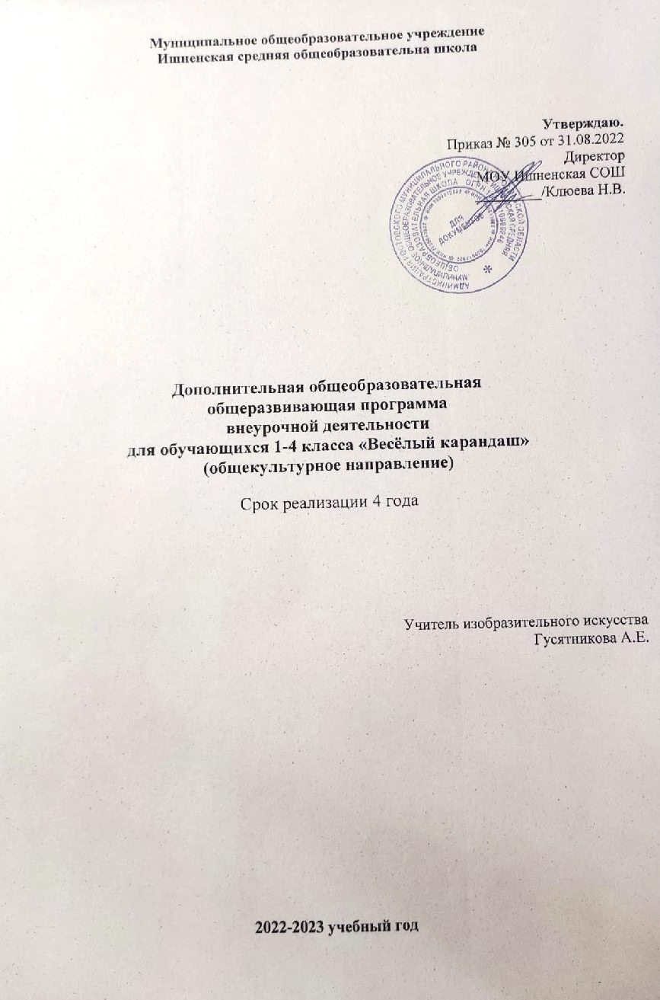 Муниципальное общеобразовательное учреждение
Ишненская средняя общеобразовательна школа
Утверждаю.
Приказ № 305 от 31.08.2022
Директор
МОУ Ишненская СОШ
/Клюева Н.В.
ДЛЯ
ДОКУМЕНТОВ
Дополнительная общеобразовательная
общеразвивающая программа
внеурочной деятельности
для обучающихся 1-4 класса «Весёлый карандаш»
(общекультурное направление)
Срок реализации 4 года
Учитель изобразительного искусства
Гусятникова А.Е.
2022-2023 учебный год